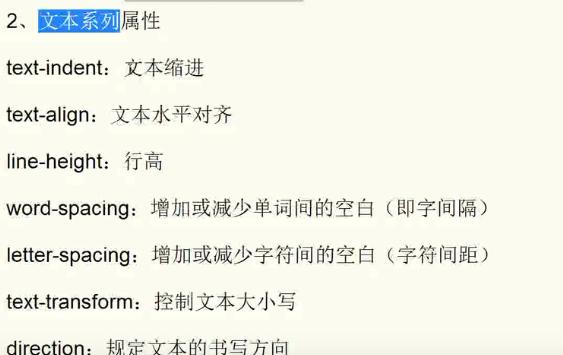 2、文本系列属性
text-indent：文本缩进
text-align：文本水平对齐
line-height：行高
word-spacing：增加或减少单词间的空白（即字间隔）
letter-spacing：增加或减少字符间的空白（字符间距）
text-transform：控制文本大小写
direction：规定文本的书写方向